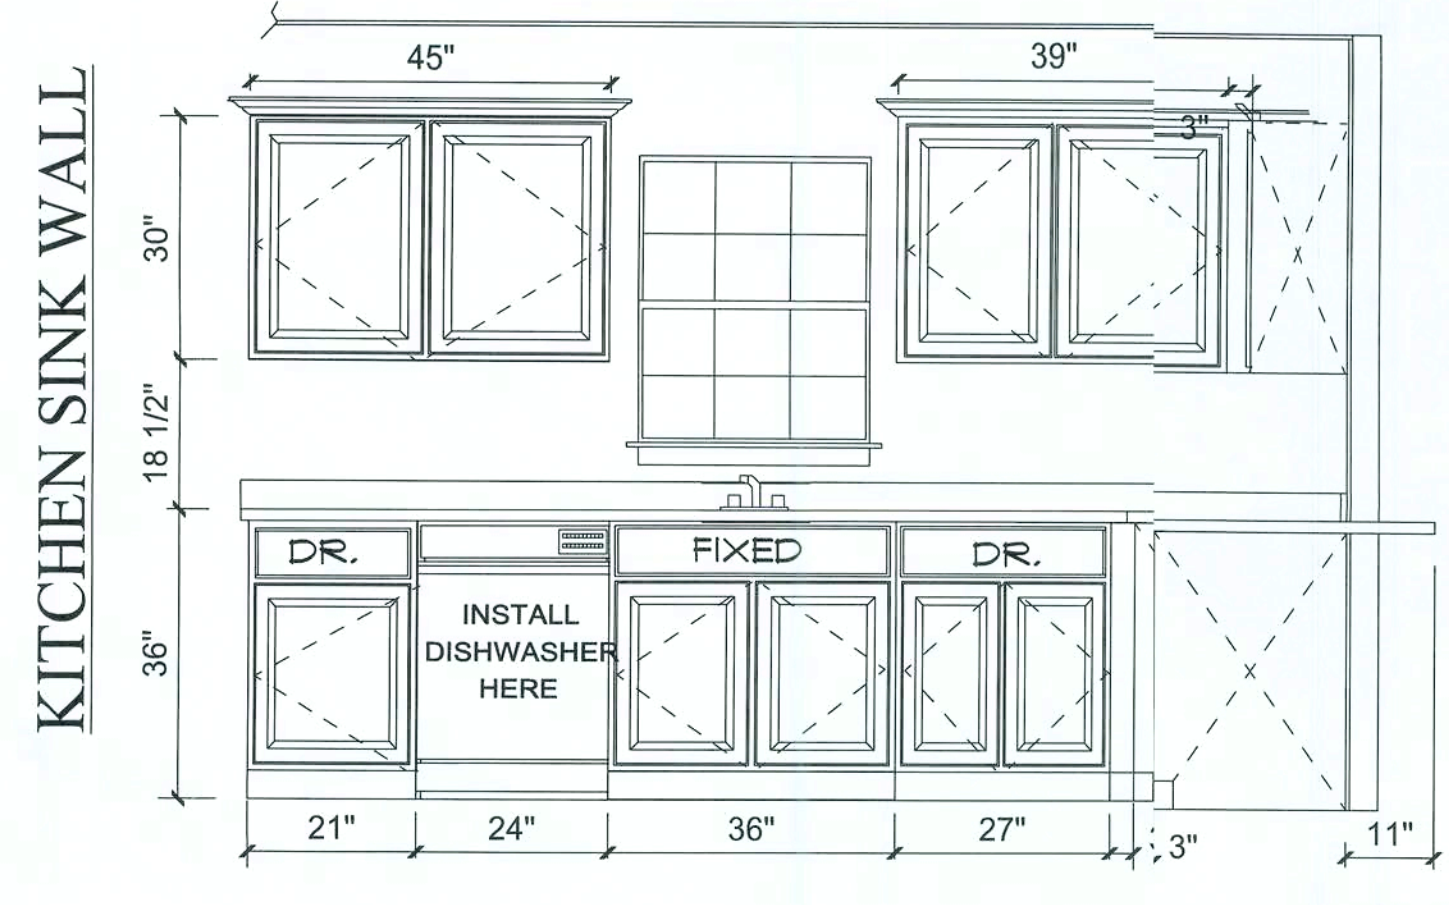 KITCHEN SINK WALL
45"
39"
3"
30"
18 1/2"
36"
DR.
FIXED
DR.
INSTALL
DISHWASHER
HERE
21"
24"
36"
27"
3"
11"